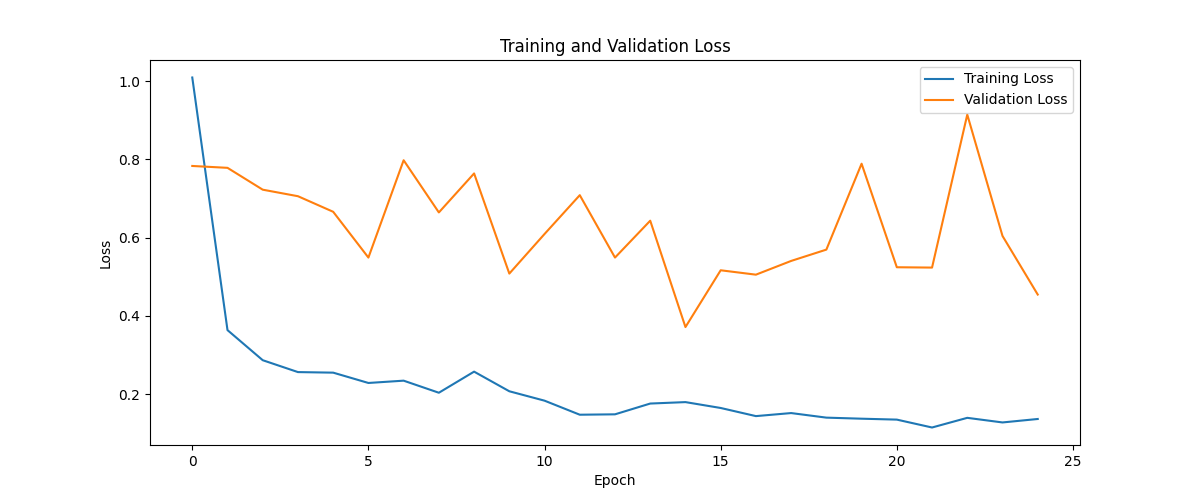 Training and Validation Loss
Training Loss
Validation Loss
1.0
0.8
0.6
0.4
0.2
Loss
0 5 10 15 20 25
Epoch